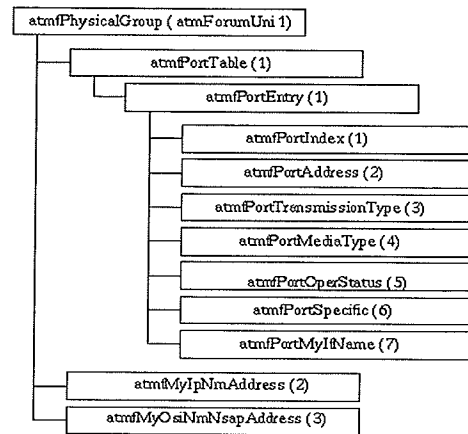 atmfPhysicalGroup ( atmForumUni 1)
atmfPortTable (1)
atmfPortEntry (1)
atmfPortIndex (1)
atmfPortAddress (2)
atmfPortTransmissionType (3)
atmfPortMediaType (4)
atmfPortOperStatus (5)
atmfPortSpecific (6)
atmfPortMyIfName (7)
atmfMyIpNmAddress (2)
atmfMyOsiNmNsapAddress (3)